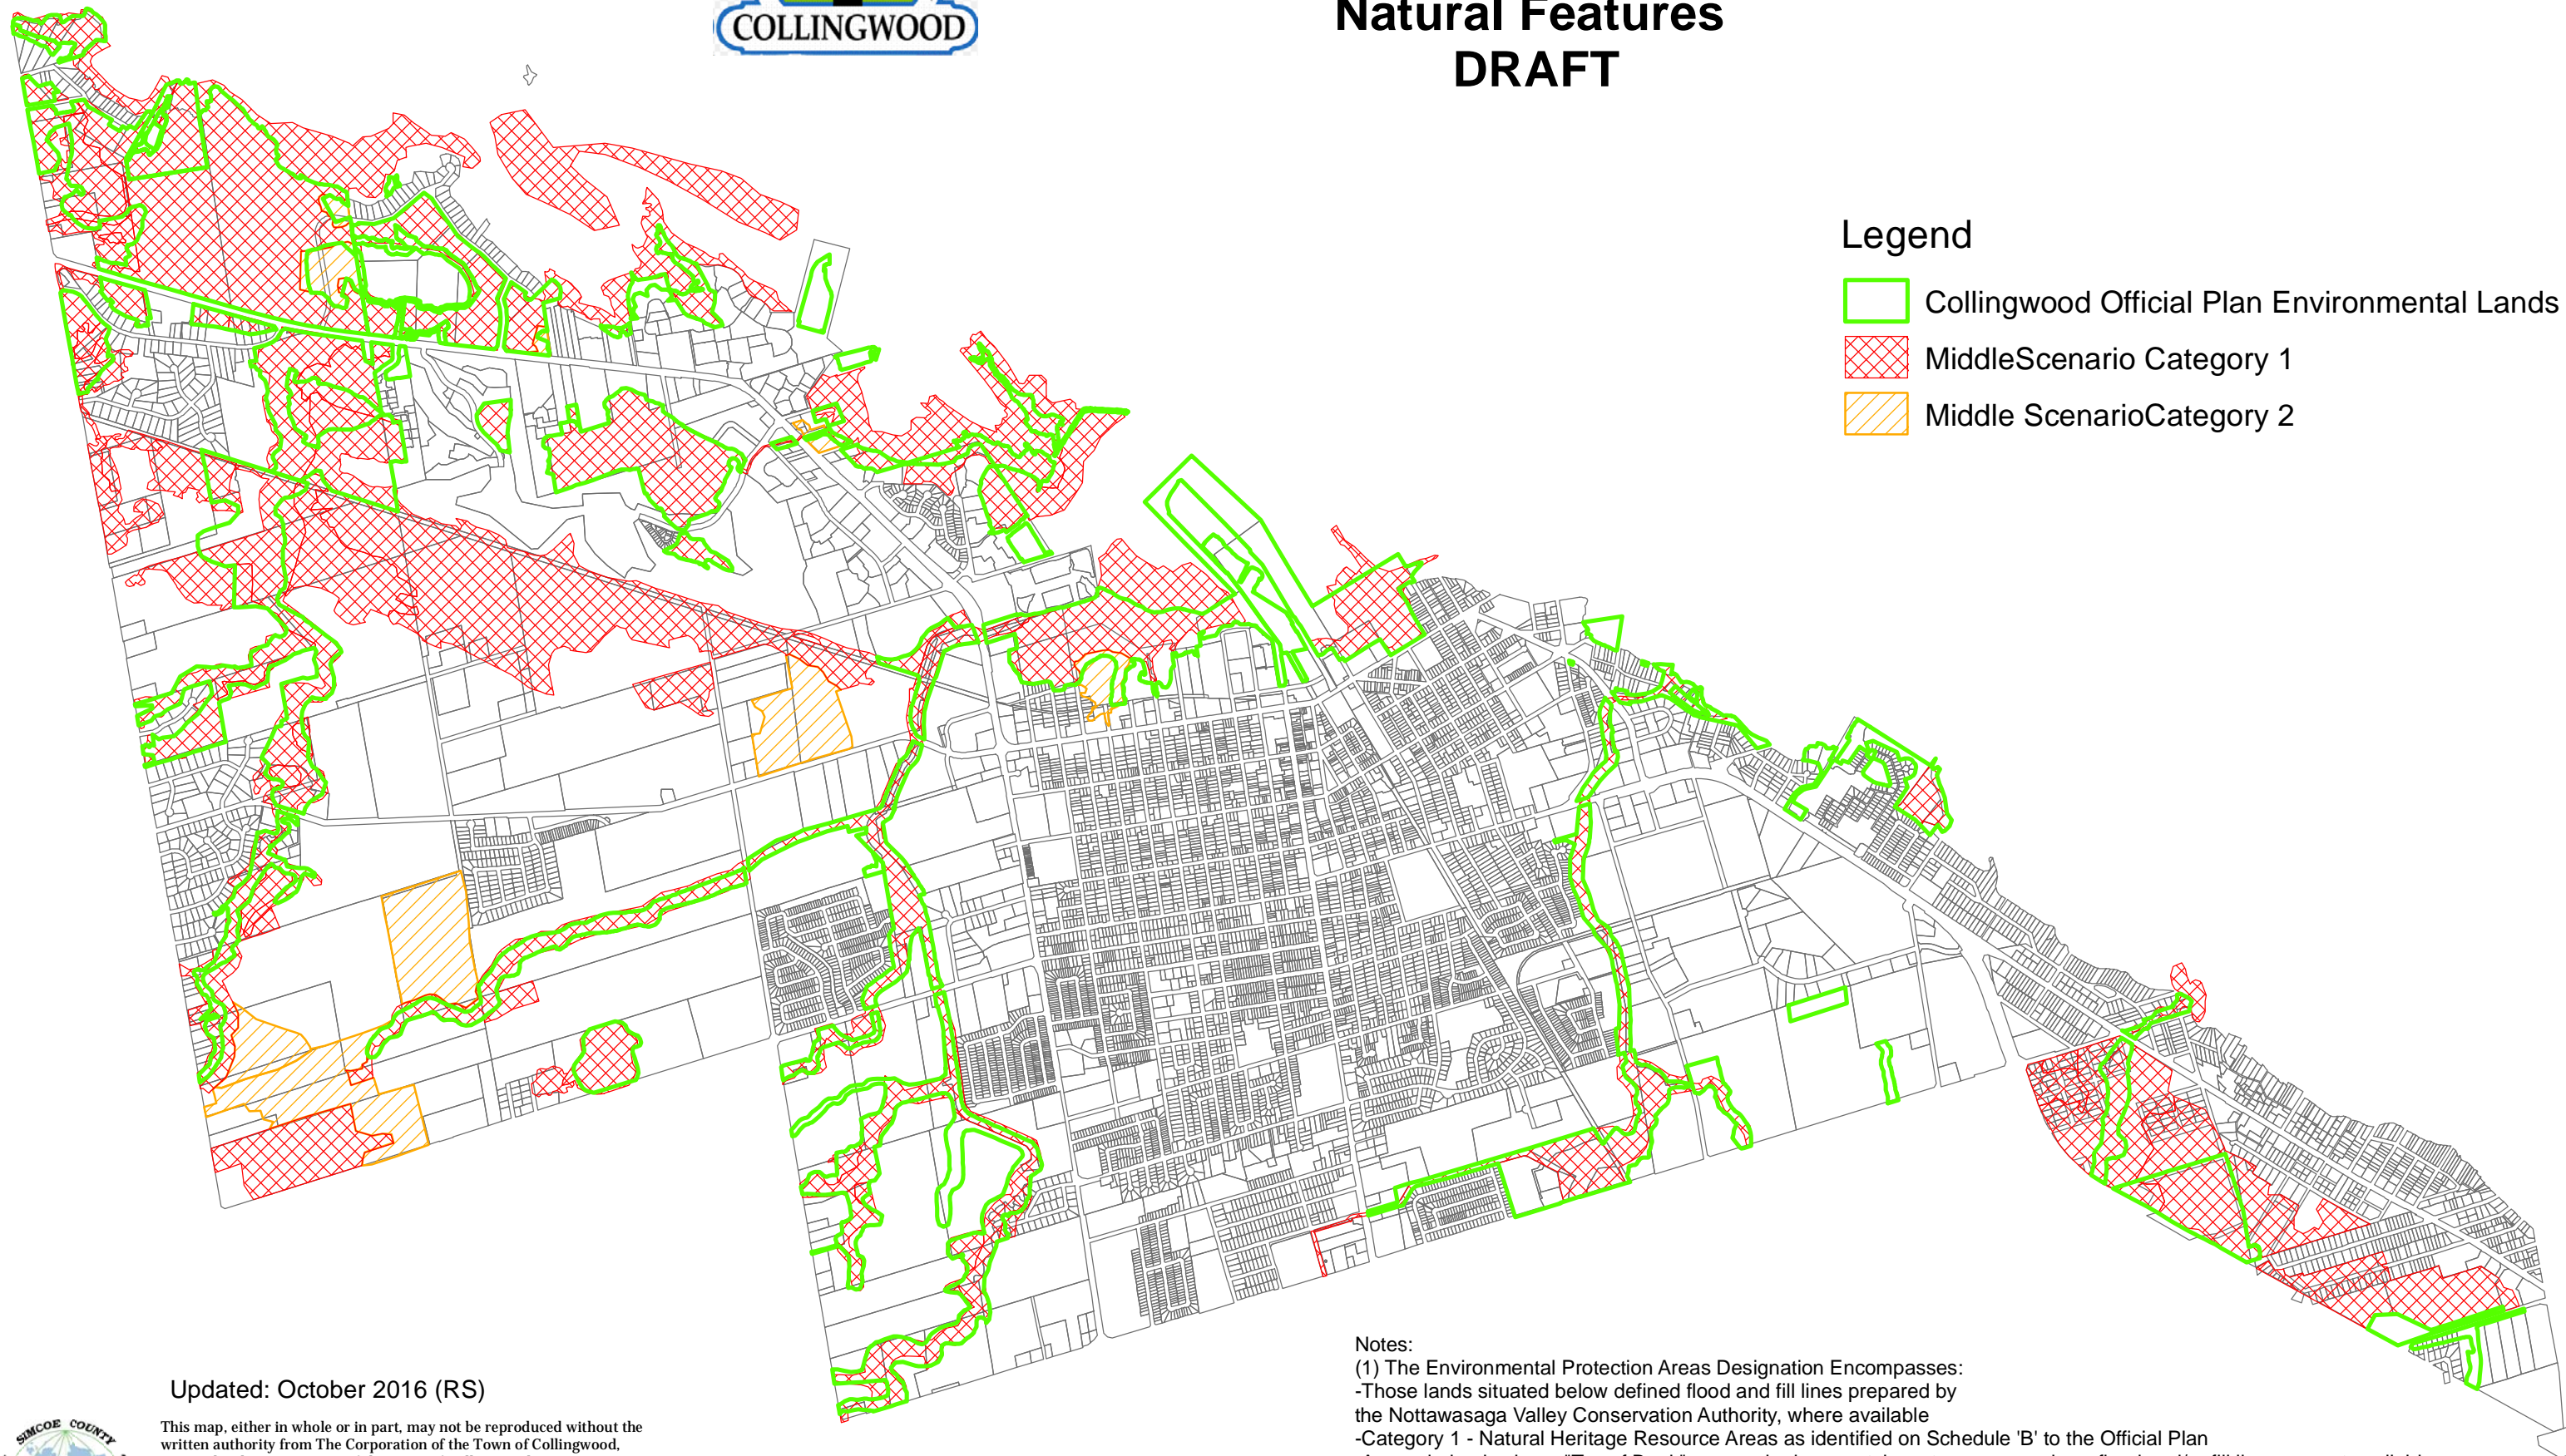 COLLINGWOOD
Natural Features
DRAFT
Legend
Collingwood Official Plan Environmental Lands
MiddleScenario Category 1
Middle ScenarioCategory 2
Updated: October 2016 (RS)
This map, either in whole or in part, may not be reproduced without the
written authority from The Corporation of the Town of Collingwood,
SIMCOE COUNTY
Notes:
(1) The Environmental Protection Areas Designation Encompasses:
-Those lands situated below defined flood and fill lines prepared by
the Nottawasaga Valley Conservation Authority, where available
-Category 1 - Natural Heritage Resource Areas as identified on Schedule 'B' to the Official Plan